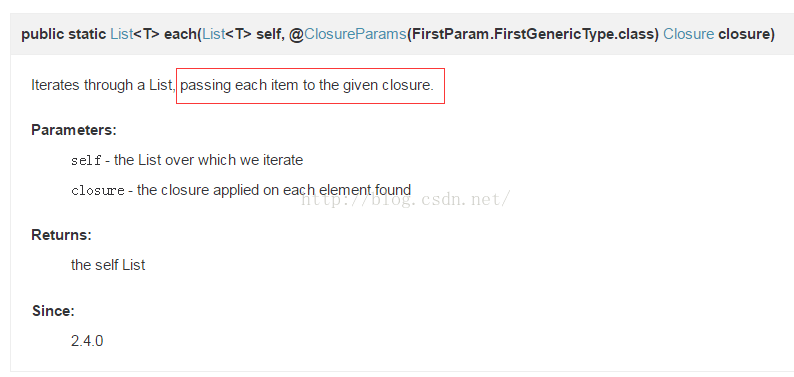 public static List<T> each(List<T> self, @ClosureParams(FirstParam.FirstGenericType.class) Closure closure)
Iterates through a List, passing each item to the given closure.
Parameters:
self - the List over which we iterate
closure - the closure applied on each element found
http://blog.csdn.net/
Returns:
the self List
Since:
2.4.0